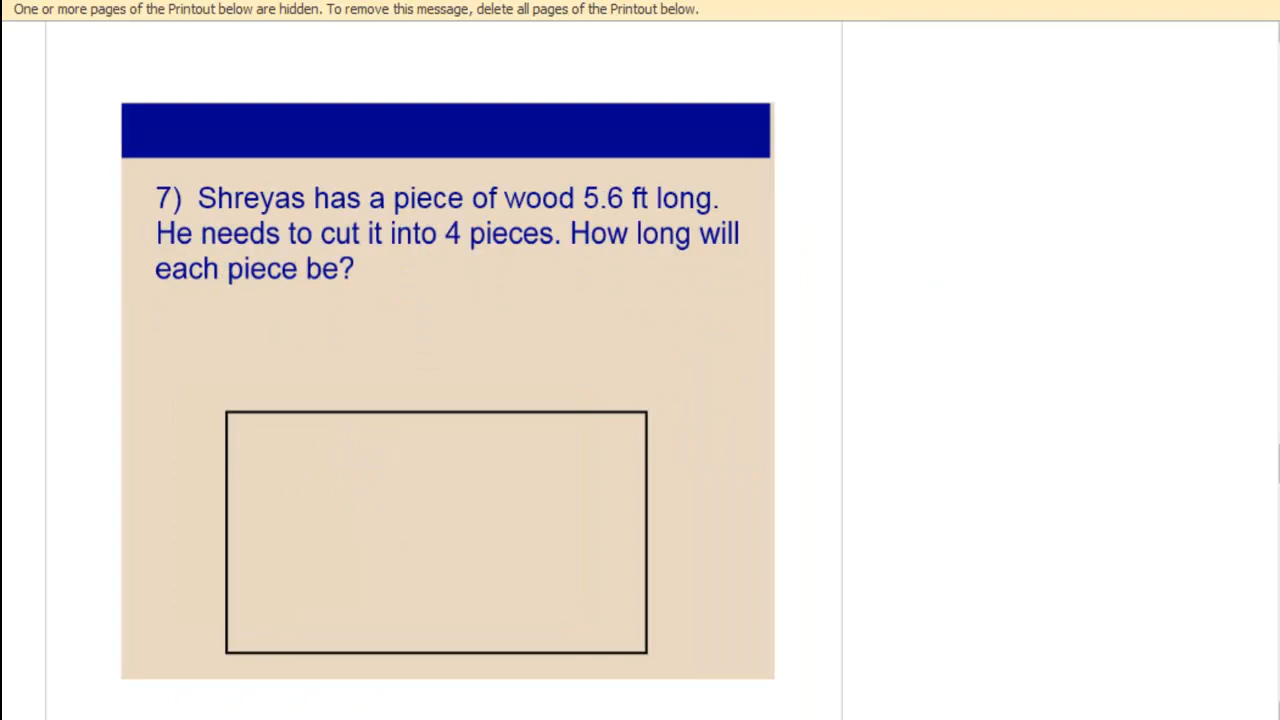 One or more pages of the Printout below are hidden. To remove this message, delete all pages of the Printout below.
7) Shreyas has a piece of wood 5.6 ft long.
He needs to cut it into 4 pieces. How long will
each piece be?